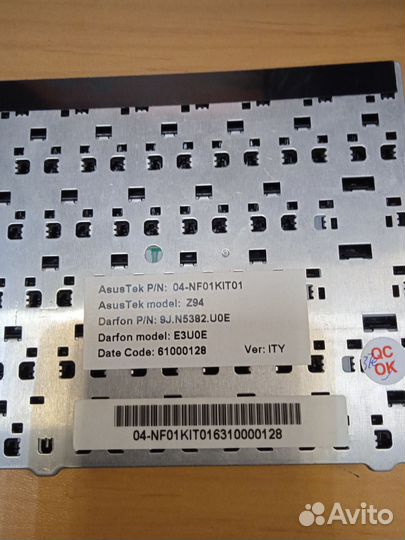 AsusTek P/N: 04-NF01KIT01
AsusTek model: Z94
Darfon P/N: 9J.N5382.U0E
Darfon model: E3U0E
Date Code: 61000128 Ver: ITY
QC
OK
04-NF01KIT016310000128
Avito